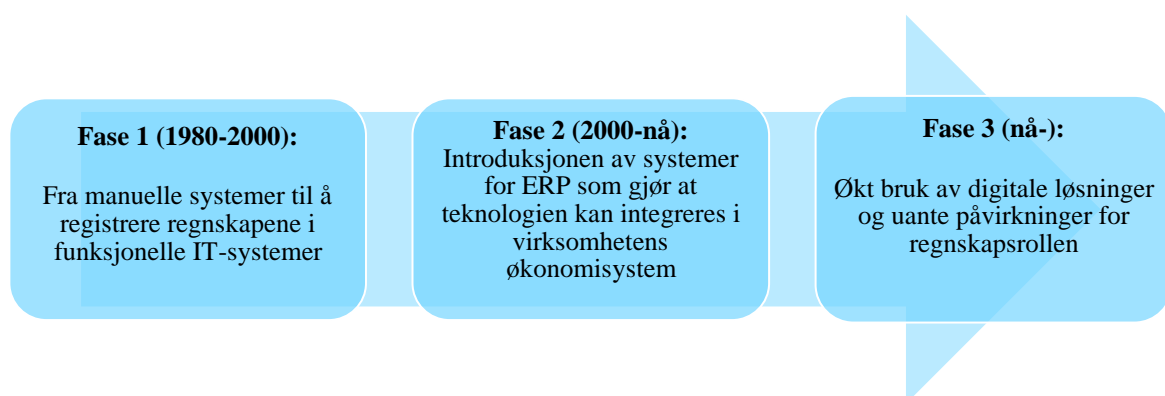 Fase 1 (1980-2000):
Fra manuelle systemer til å
registrere regnskapene i
funksjonelle IT-systemer
Fase 2 (2000-nå):
Introduksjonen av systemer
for ERP som gjør at
teknologien kan integreres i
virksomhetens
økonomisystem
Fase 3 (nå-):
Økt bruk av digitale løsninger
og uante påvirkninger for
regnskapsrollen